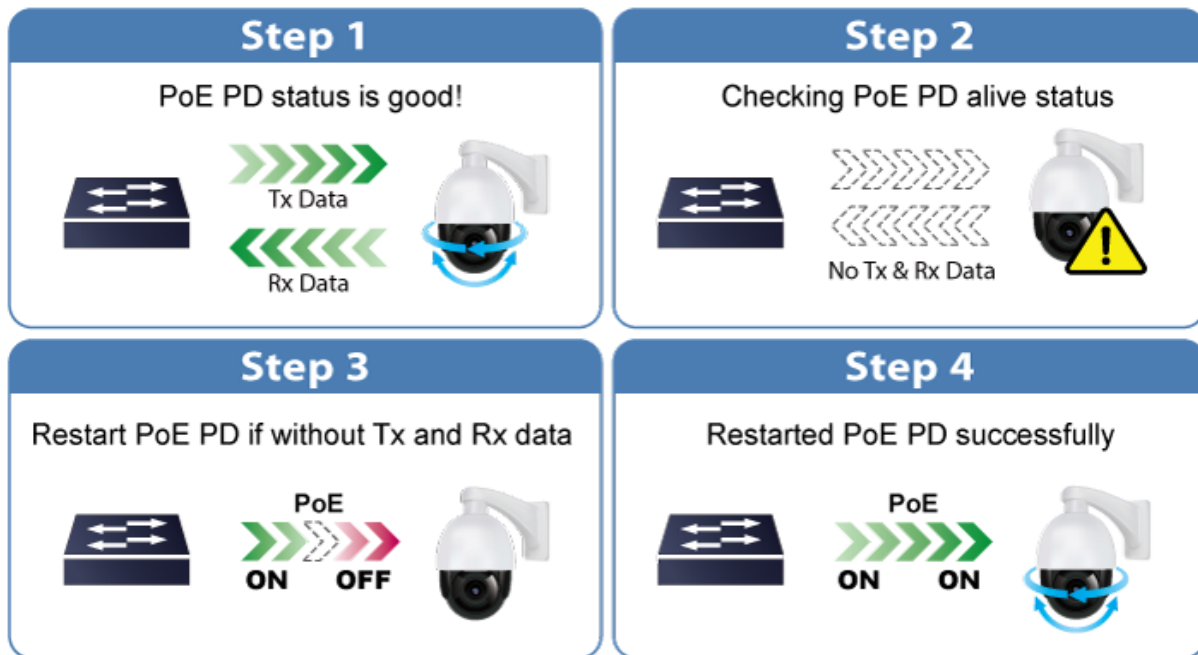 Step 1
PoE PD status is good!
Tx Data
Rx Data
Step 2
Checking PoE PD alive status
No Tx & Rx Data
Step 3
Restart PoE PD if without Tx and Rx data
PoE
ON OFF
Step 4
Restarted PoE PD successfully
PoE
ON ON